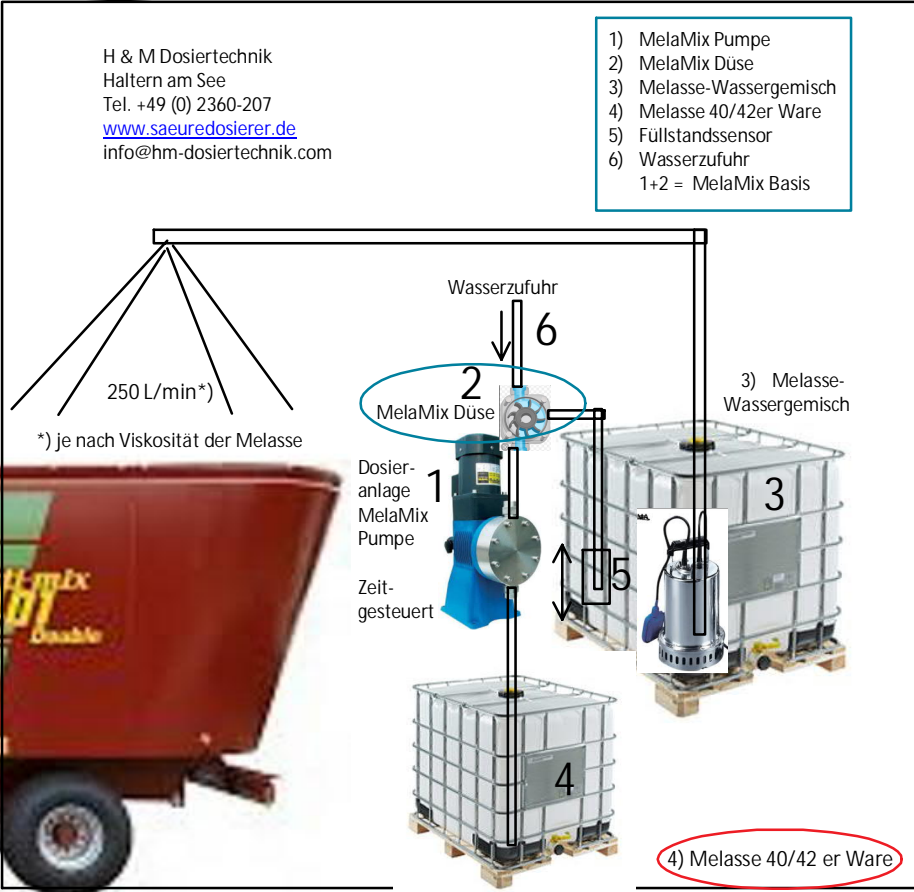 H & M Dosiertechnik
Haltern am See
Tel. +49 (0) 2360-207
www.saeuredosierer.de
info@hm-dosiertechnik.com
1) MelaMix Pumpe
2) MelaMix Düse
3) Melasse-Wassergemisch
4) Melasse 40/42er Ware
5) Füllstandssensor
6) Wasserzufuhr
1+2 = MelaMix Basis
Wasserzufuhr
6
2
MelaMix Düse
250 L/min*)
*) je nach Viskosität der Melasse
3) Melasse-
Wassergemisch
Dosier-
anlage
MelaMix
Pumpe
1
Zeit-
gesteuert
3
5
4
Double
4) Melasse 40/42 er Ware